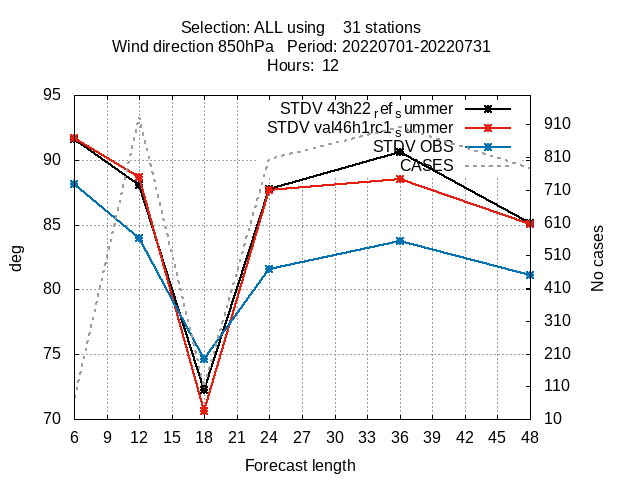 Selection: ALL using    31 stations
Wind direction 850hPa   Period: 20220701-20220731
Hours:  12
STDV 43h22_ref_summer
STDV val46h1rc1_summer
STDV OBS
CASES
95
90
85
80
75
70
deg
910
810
710
610
510
410
310
210
110
10
No cases
6 9 12 15 18 21 24 27 30 33 36 39 42 45 48
Forecast length